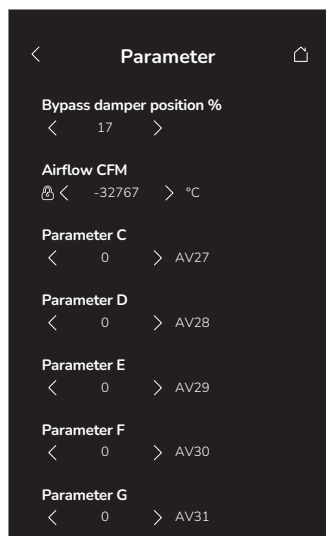 Parameter
Bypass damper position %
17
Airflow CFM
-32767 °C
Parameter C
0 AV27
Parameter D
0 AV28
Parameter E
0 AV29
Parameter F
0 AV30
Parameter G
0 AV31